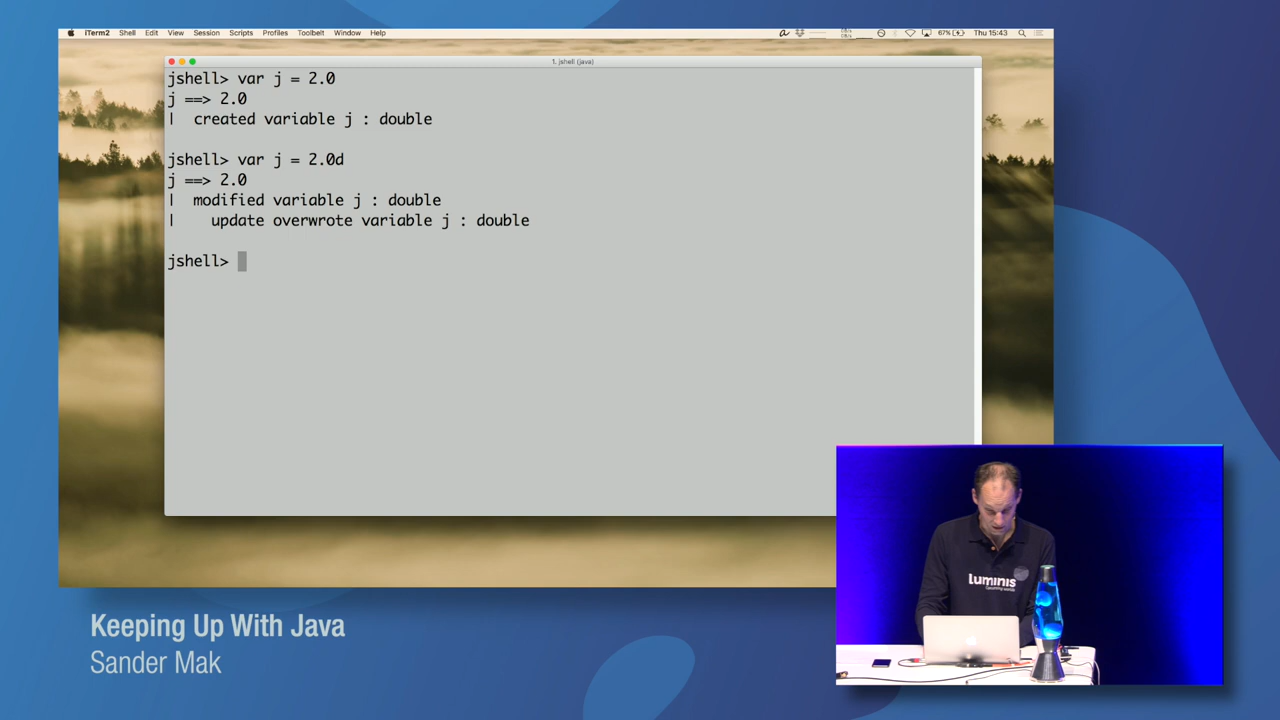 iTerm2 Shell Edit View Session Scripts Profiles Toolbelt Window Help
67% Thu 15:43
1. jshell (java)
jshell> var j = 2.0
j ==> 2.0
| created variable j : double
jshell> var j = 2.0d
j ==> 2.0
| modified variable j : double
| update overwrote variable j : double
jshell>
luminis
Keeping Up With Java
Sander Mak